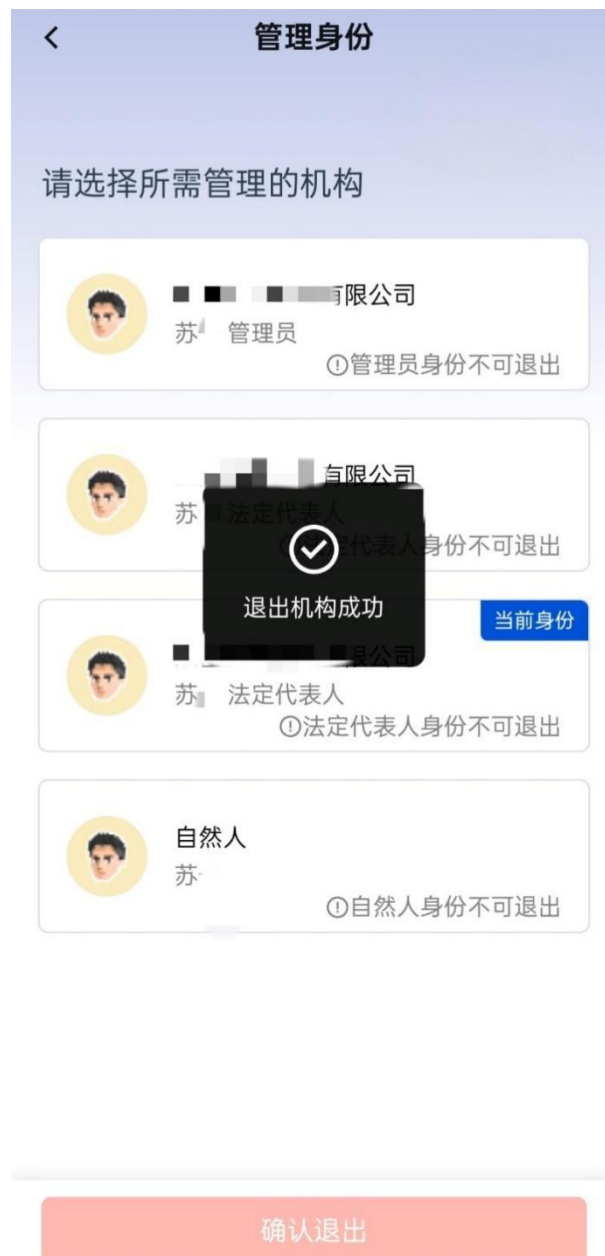 管理身份
请选择所需管理的机构
有限公司
苏 管理员
管理员身份不可退出
有限公司
苏 法定代表人
法定代表人身份不可退出
退出机构成功
当前身份
限公司
苏 法定代表人
法定代表人身份不可退出
自然人
苏
自然人身份不可退出
确认退出